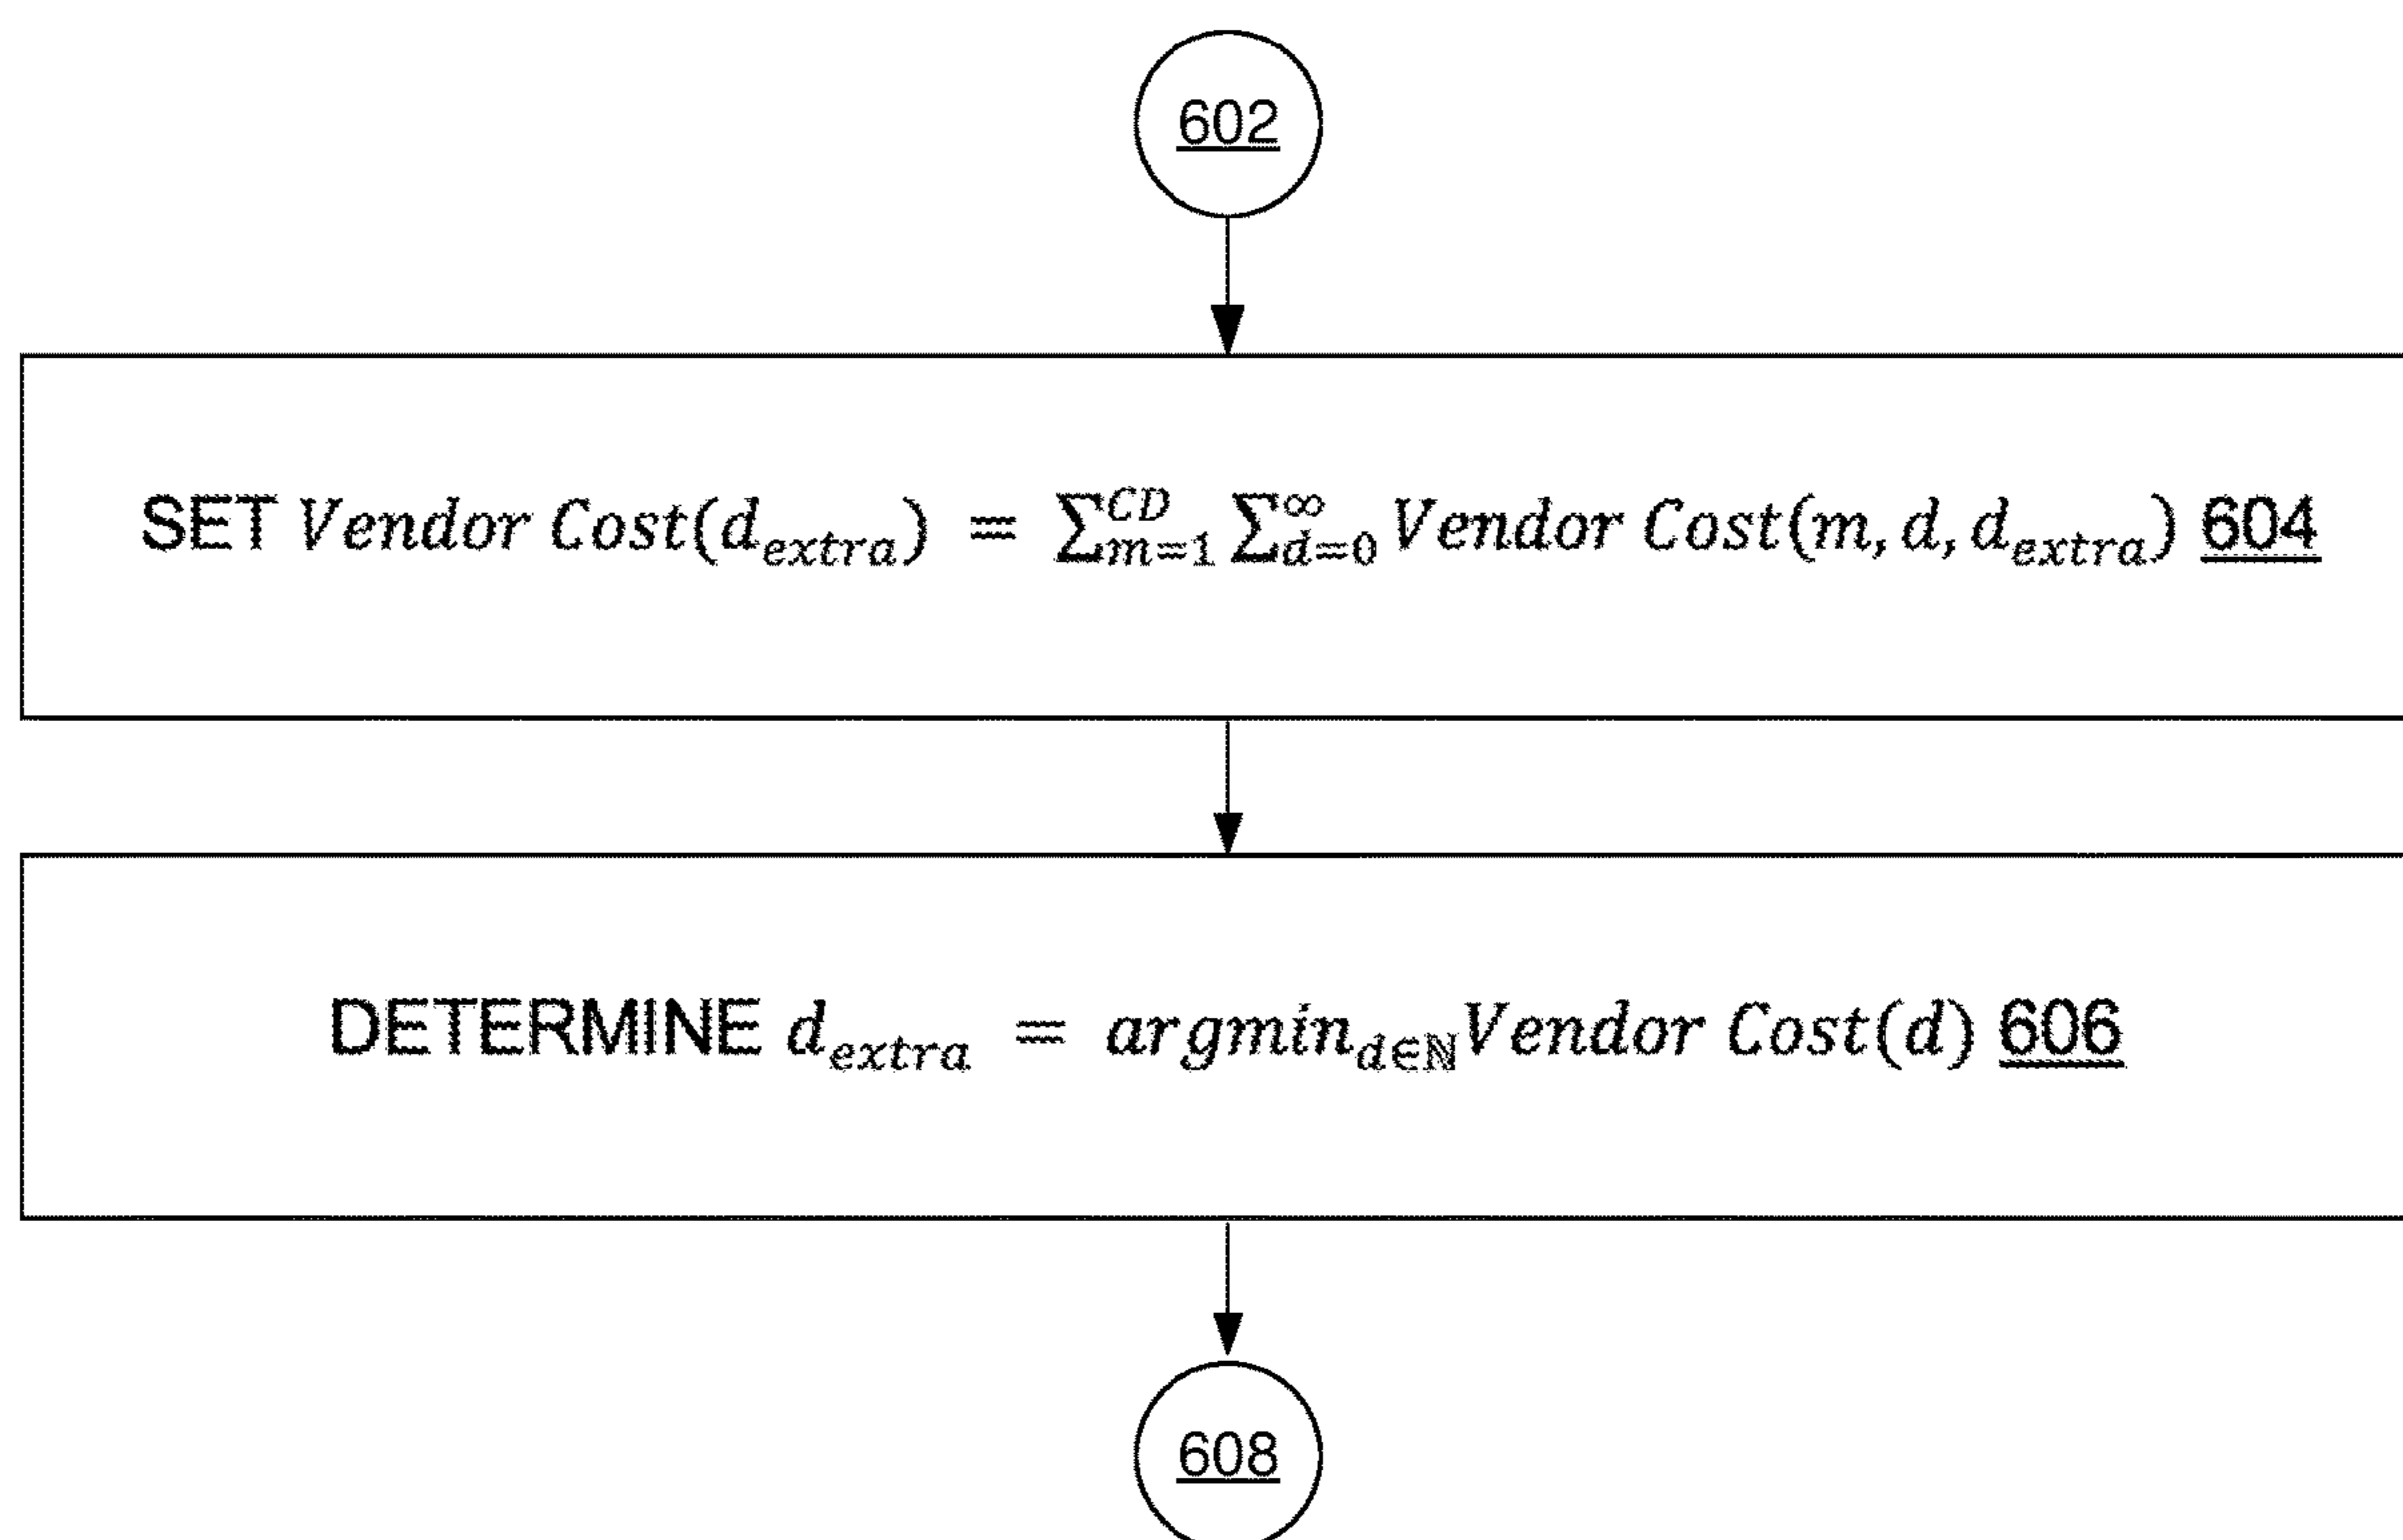 602
SET Vendor Cost(d_extra) = ∑_{m=1}^{CD} ∑_{d=0}^{∞} Vendor Cost(m, d, d_extra) 604
DETERMINE d_extra = argmin_{d∈ℕ} Vendor Cost(d) 606
608